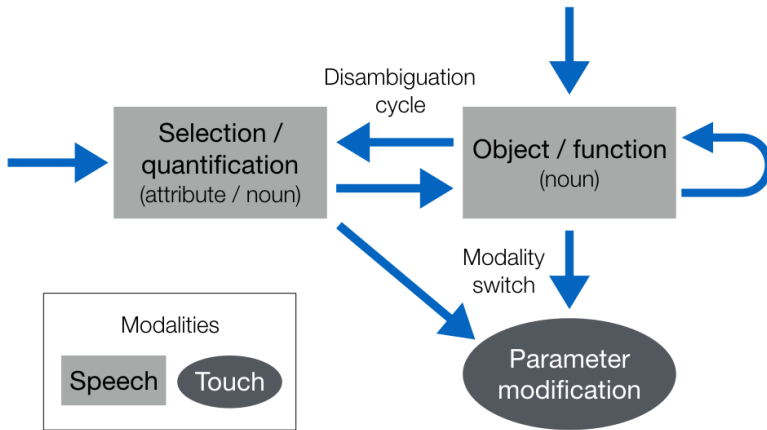 Disambiguation
cycle
Selection /
quantification
(attribute / noun)
Object / function
(noun)
Modality
switch
Parameter
modification
Modalities
Speech
Touch